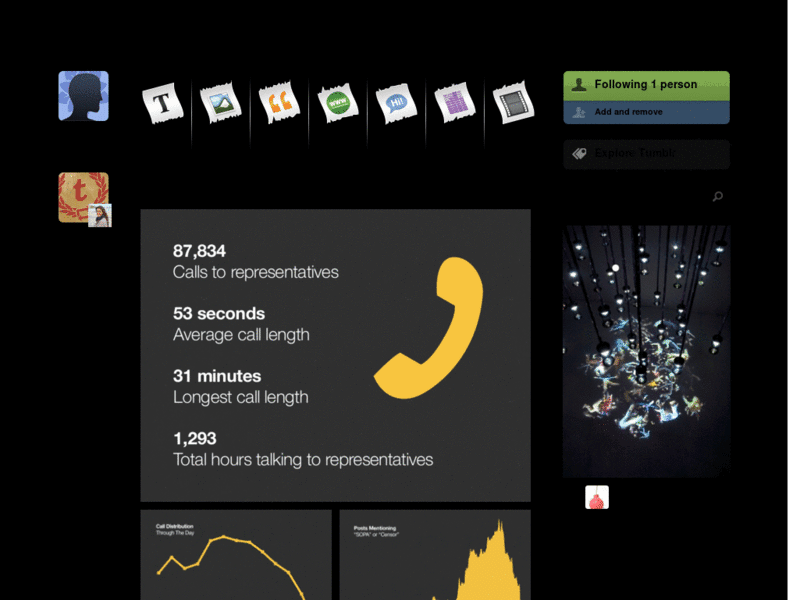 T
www
Hi!
Following 1 person
Add and remove
Explore Tumblr
t
87,834
Calls to representatives
53 seconds
Average call length
31 minutes
Longest call length
1,293
Total hours talking to representatives
Call Distribution
Through The Day
Posts Mentioning
"SOPA" or "Censor"